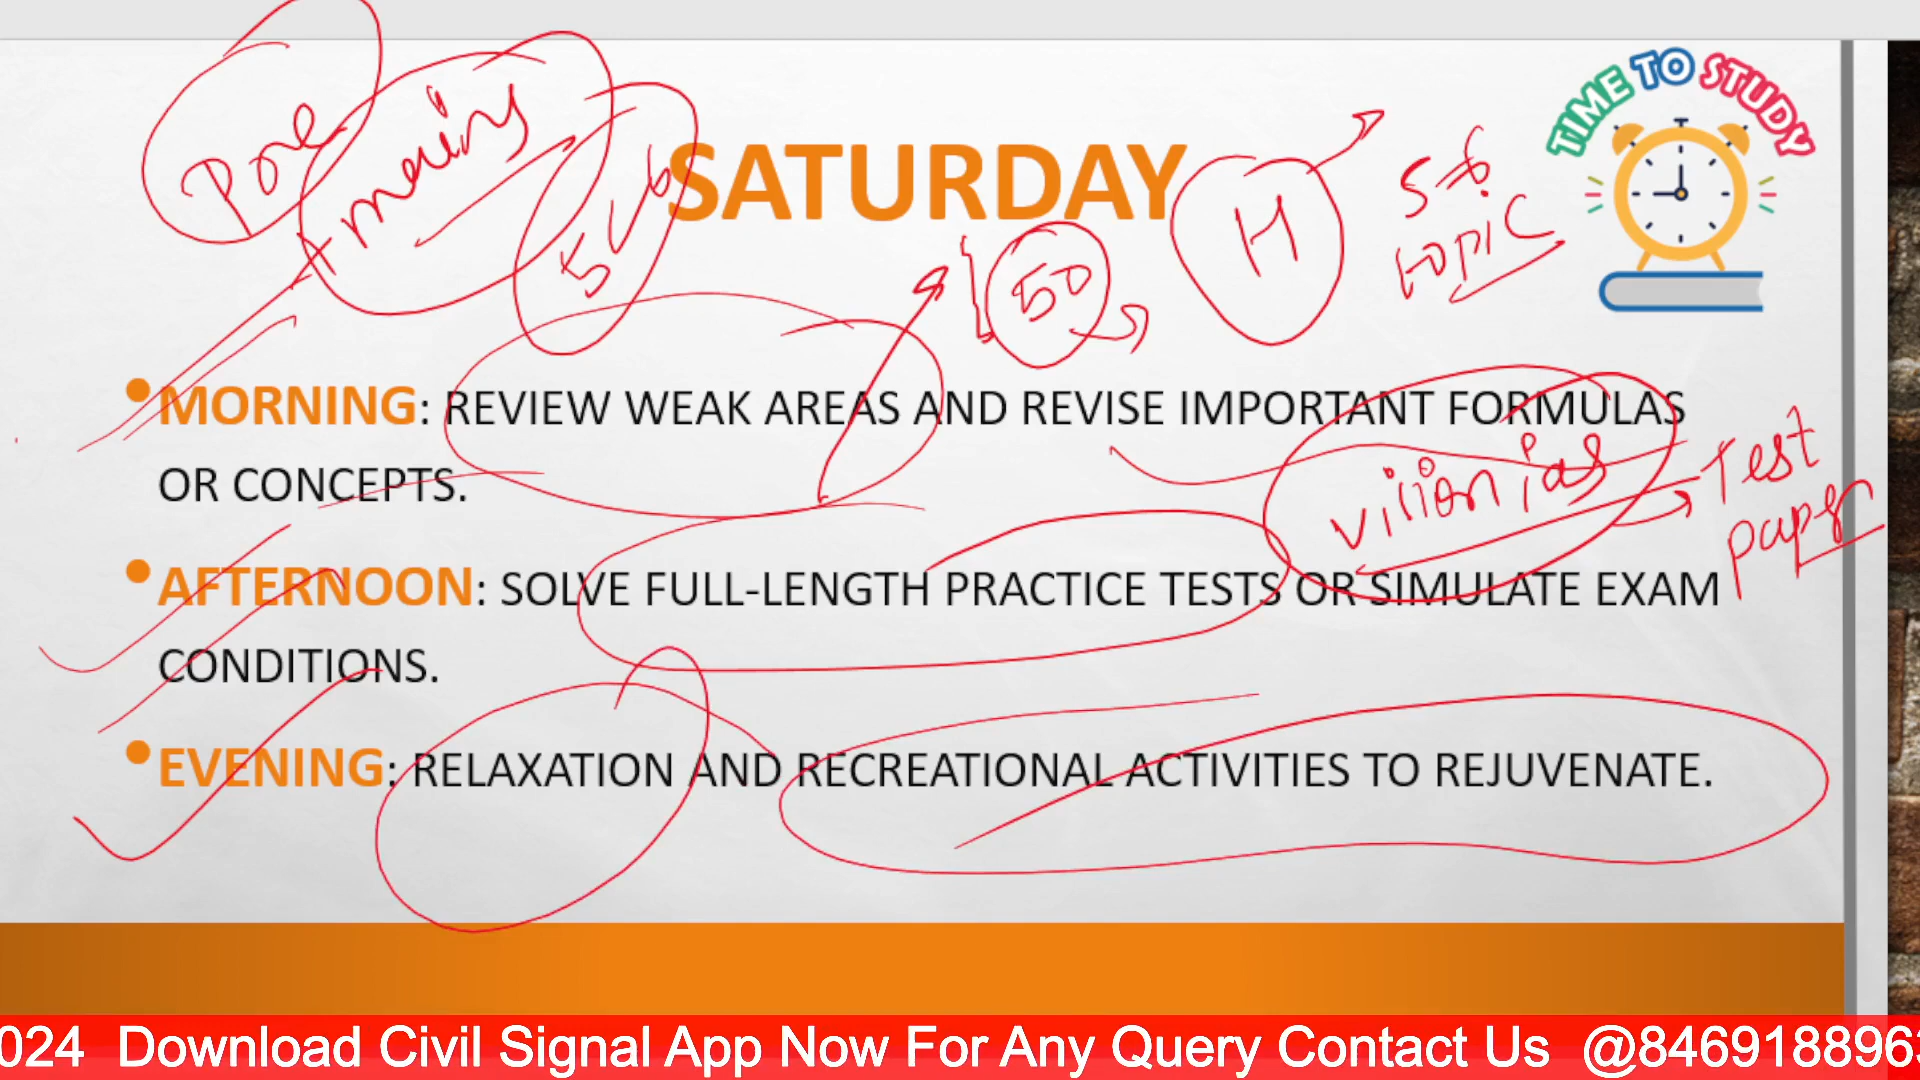 TIME TO STUDY
Pre
+ mains
SATURDAY
H
5-6
topic
50
MORNING: REVIEW WEAK AREAS AND REVISE IMPORTANT FORMULAS
OR CONCEPTS.
vision ias
Test
paper
AFTERNOON: SOLVE FULL-LENGTH PRACTICE TESTS OR SIMULATE EXAM
CONDITIONS.
EVENING: RELAXATION AND RECREATIONAL ACTIVITIES TO REJUVENATE.
024 Download Civil Signal App Now For Any Query Contact Us @846918896